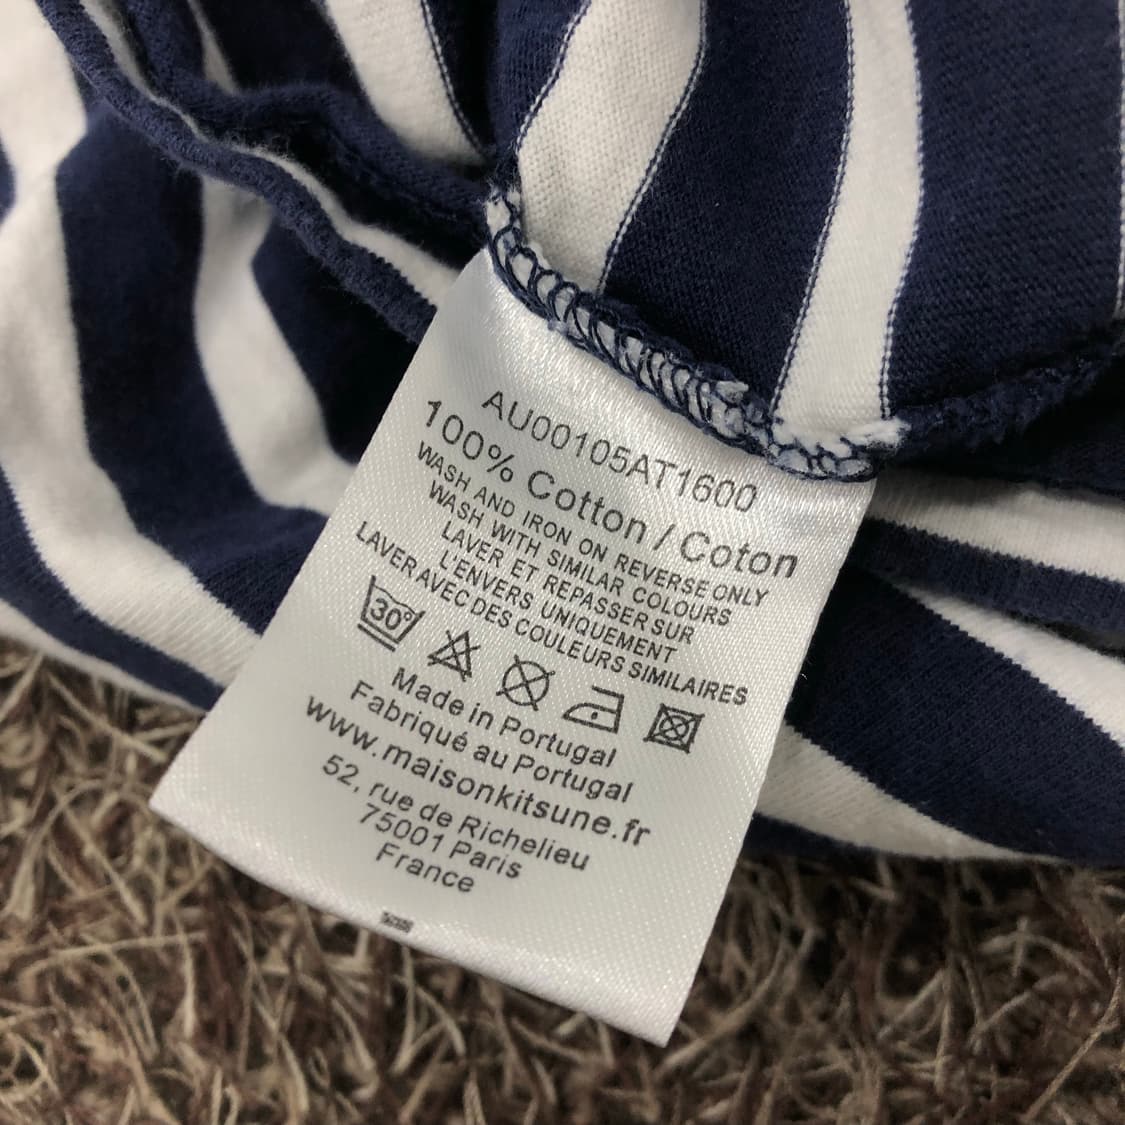 AU00105AT1600
100% Cotton / Coton
WASH AND IRON ON REVERSE ONLY
WASH WITH SIMILAR COLOURS
LAVER ET REPASSER SUR
L'ENVERS UNIQUEMENT
LAVER AVEC DES COULEURS SIMILAIRES
30°
Made in Portugal
Fabriqué au Portugal
www.maisonkitsune.fr
52, rue de Richelieu
75001 Paris
France